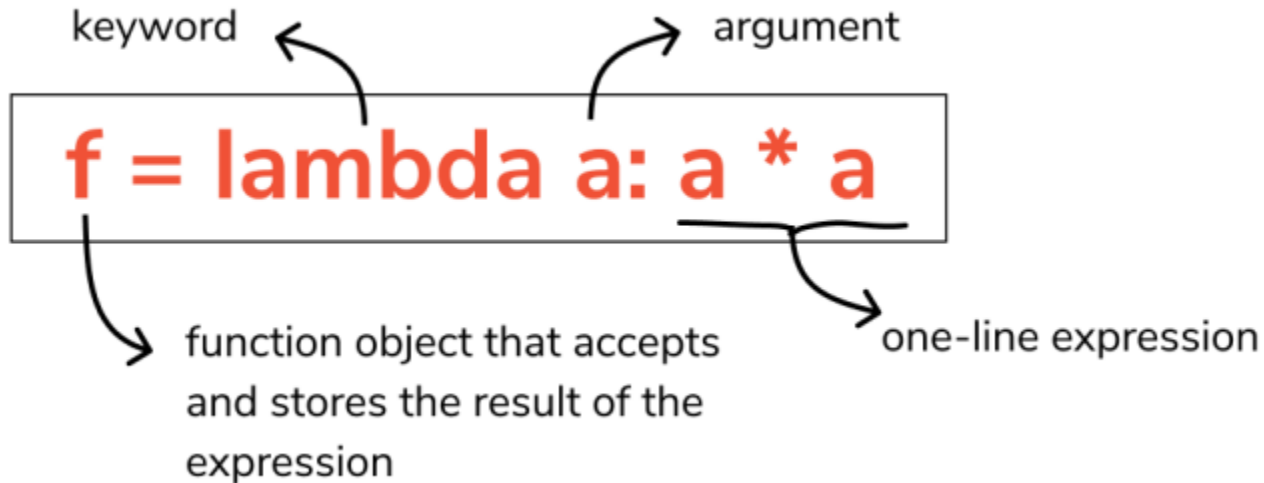 keyword
argument
f = lambda a: a * a
function object that accepts
and stores the result of the
expression
one-line expression